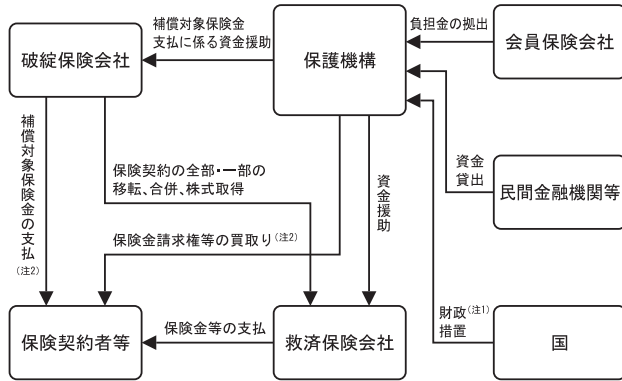 補償対象保険金
支払に係る資金援助
負担金の拠出
破綻保険会社
保護機構
会員保険会社
補償対象保険金の支払(注2)
保険契約の全部・一部の
移転、合併、株式取得
資金援助
資金
貸出
民間金融機関等
保険金請求権等の買取り(注2)
財政(注1)
措置
保険契約者等
保険金等の支払
救済保険会社
国